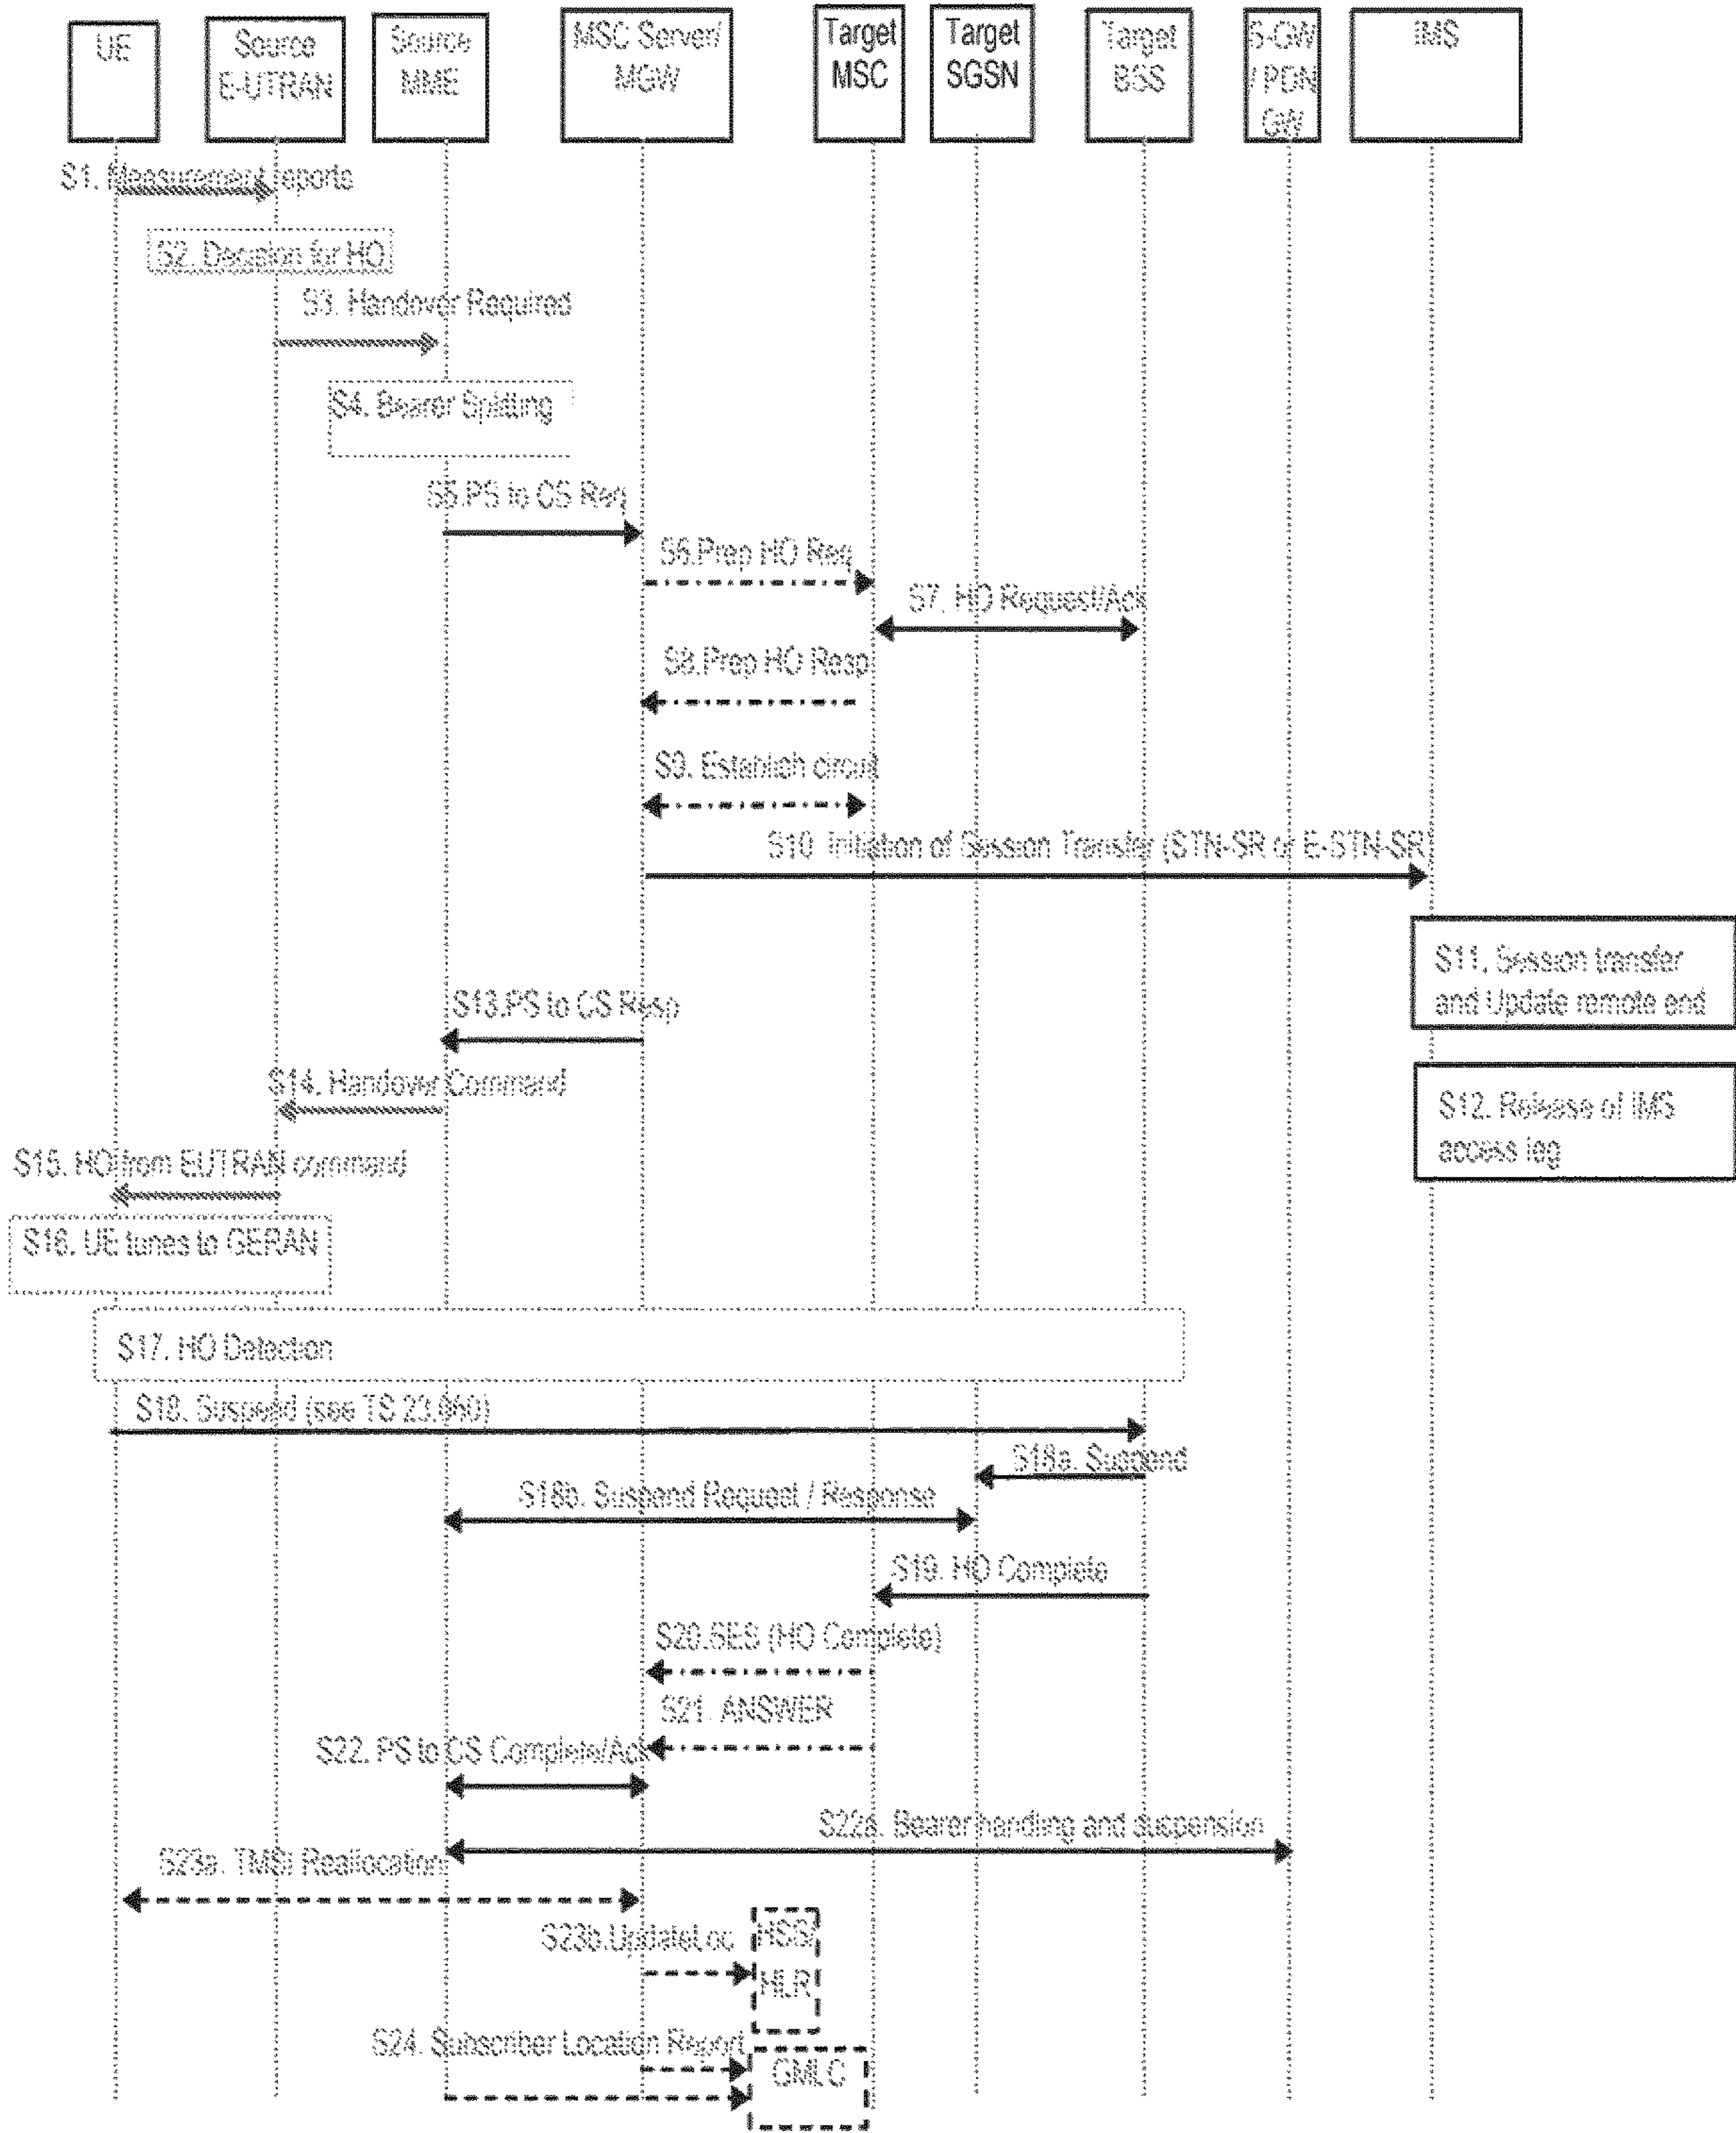 UE
Source
E-UTRAN
Source
MME
MSC Server/
MGW
Target
MSC
Target
SGSN
Target
BSS
S-GW
/ PDN
GW
IMS
S1. Measurement reports
S2. Decision for HO
S3. Handover Required
S4. Bearer Splitting
S5.PS to CS Req
S6.Prep HO Req
S7. HO Request/Ack
S8.Prep HO Resp
S9. Establish circuit
S10 Initiation of Session Transfer (STN-SR or E-STN-SR)
S11. Session transfer
and Update remote end
S13.PS to CS Resp
S14. Handover Command
S12. Release of IMS
access leg
S15. HO from EUTRAN command
S16. UE tunes to GERAN
S17. HO Detection
S18. Suspend (see TS 23.060)
S18a. Suspend
S18b. Suspend Request / Response
S19. HO Complete
S20.SES (HO Complete)
S21. ANSWER
S22. PS to CS Complete/Ack
S22a. Bearer handling and suspension
S23a. TMSI Reallocation
S23b.UpdateLoc
HSS/
HLR
S24. Subscriber Location Report
GMLC